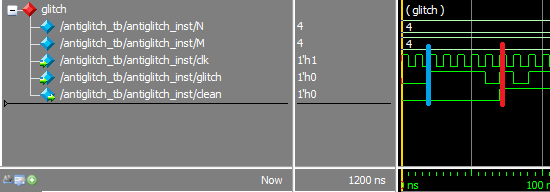 glitch
( glitch )
/antiglitch_tb/antiglitch_inst/N 4 4
/antiglitch_tb/antiglitch_inst/M 4 4
/antiglitch_tb/antiglitch_inst/clk 1'h1
/antiglitch_tb/antiglitch_inst/glitch 1'h0
/antiglitch_tb/antiglitch_inst/clean 1'h0
Now 1200 ns ns 100